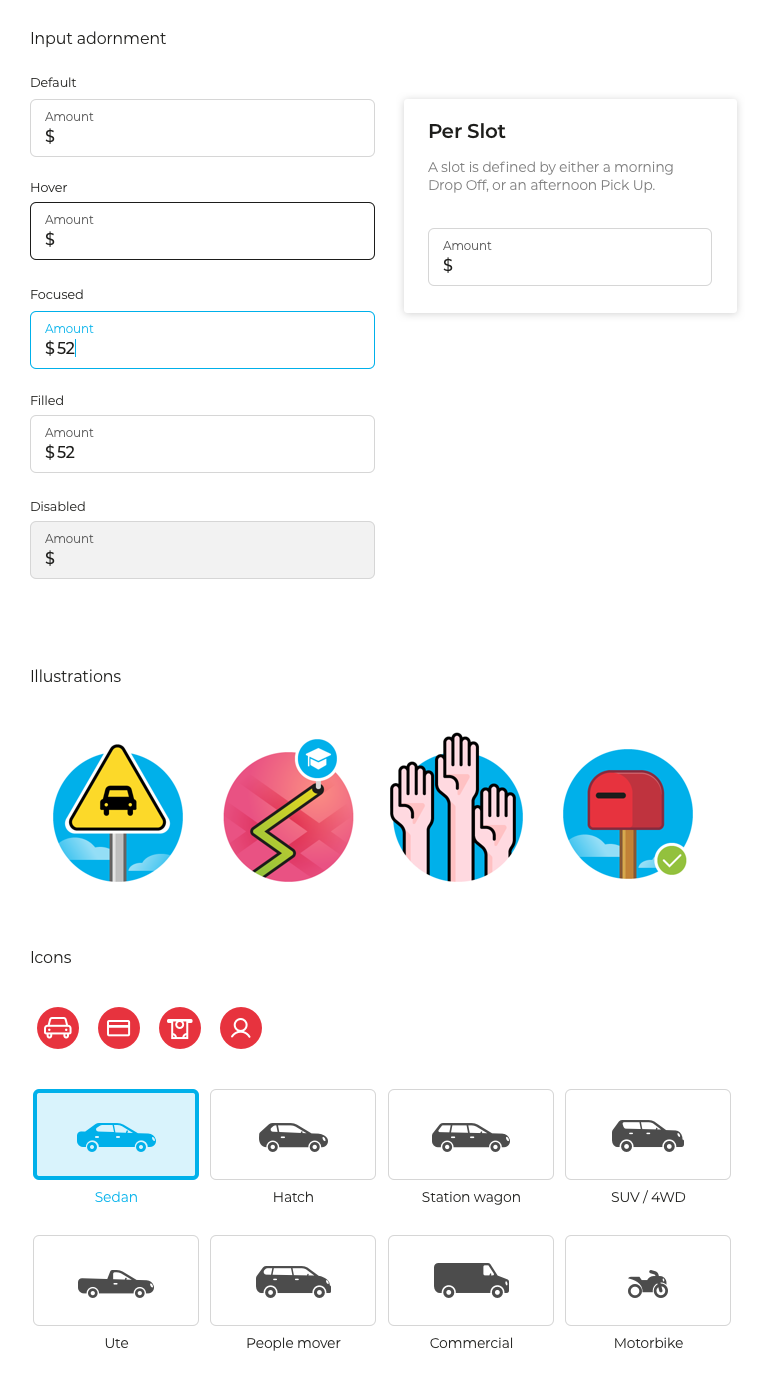 Input adornment
Default
Amount
$
Hover
Amount
$
Focused
Amount
$ 52
Filled
Amount
$ 52
Disabled
Amount
$
Per Slot
A slot is defined by either a morning
Drop Off, or an afternoon Pick Up.
Amount
$
Illustrations
Icons
Sedan
Hatch
Station wagon
SUV / 4WD
Ute
People mover
Commercial
Motorbike